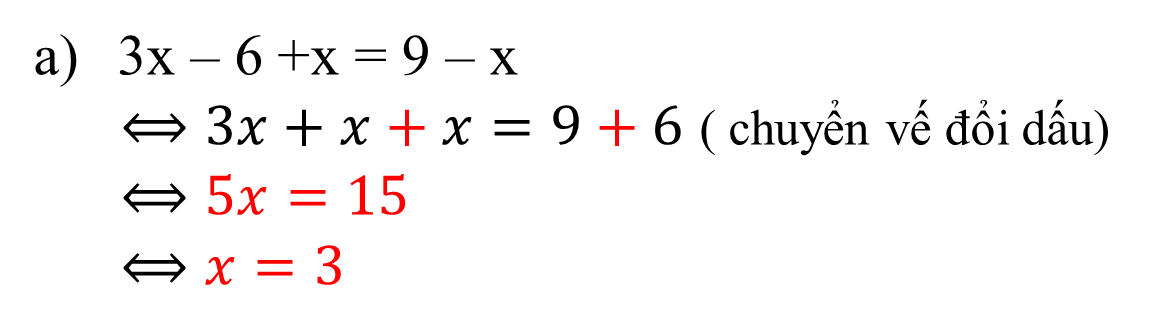 a) 3x – 6 +x = 9 – x
⟺ 3𝑥 + 𝑥 + 𝑥 = 9 + 6 ( chuyển vế đổi dấu)
⟺ 5𝑥 = 15
⟺ 𝑥 = 3